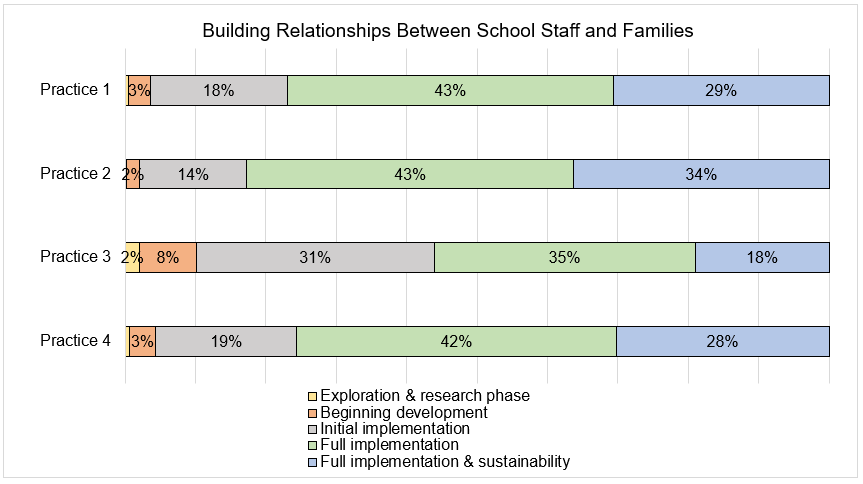 Building Relationships Between School Staff and Families
Practice 1 3% 18% 43% 29%
Practice 2 2% 14% 43% 34%
Practice 3 2% 8% 31% 35% 18%
Practice 4 3% 19% 42% 28%
Exploration & research phase
Beginning development
Initial implementation
Full implementation
Full implementation & sustainability